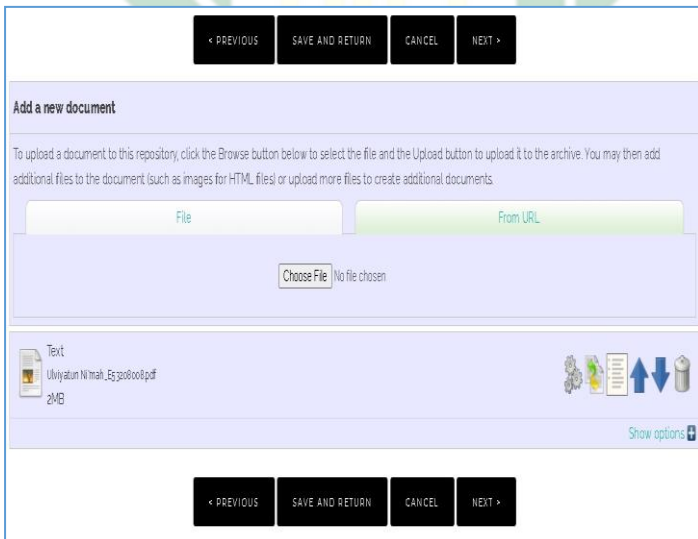 < PREVIOUS SAVE AND RETURN CANCEL NEXT >
Add a new document
To upload a document to this repository, click the Browse button below to select the file and the Upload button to upload it to the archive. You may then add
additional files to the document (such as images for HTML files) or upload more files to create additional documents.
File From URL
Choose File No file chosen
Text
Ulviyatun Ni'mah_E53208008.pdf
2MB
Show options
< PREVIOUS SAVE AND RETURN CANCEL NEXT >